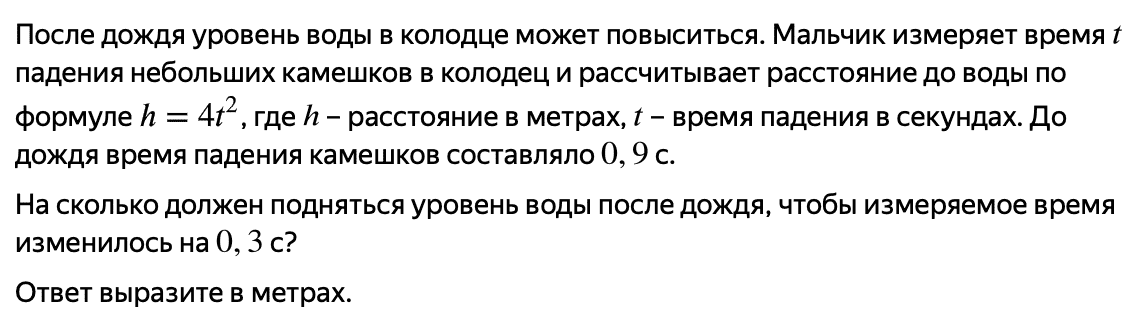 После дождя уровень воды в колодце может повыситься. Мальчик измеряет время t
падения небольших камешков в колодец и рассчитывает расстояние до воды по
формуле h = 4t², где h – расстояние в метрах, t – время падения в секундах. До
дождя время падения камешков составляло 0, 9 с.
На сколько должен подняться уровень воды после дождя, чтобы измеряемое время
изменилось на 0, 3 с?
Ответ выразите в метрах.